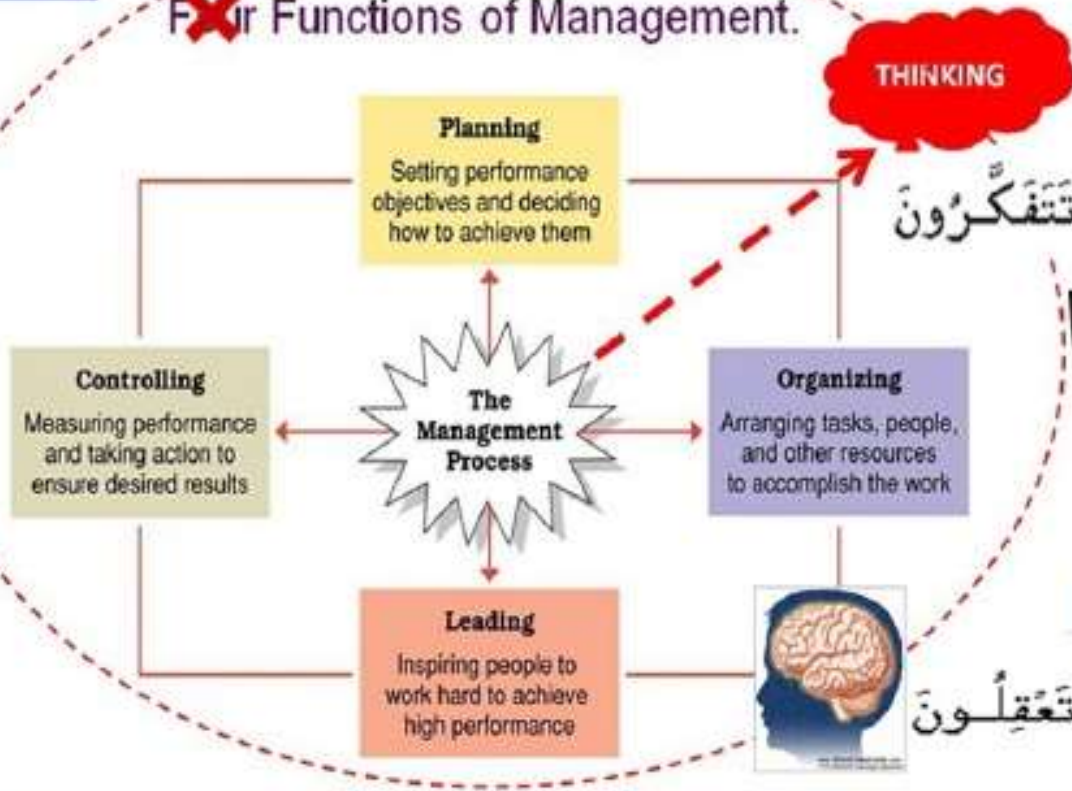 Four Functions of Management.
THINKING
تَتَفَكَّرُونَ
Planning
Setting performance
objectives and deciding
how to achieve them
Controlling
Measuring performance
and taking action to
ensure desired results
The
Management
Process
Organizing
Arranging tasks, people,
and other resources
to accomplish the work
Leading
Inspiring people to
work hard to achieve
high performance
تَعْقِلُونَ